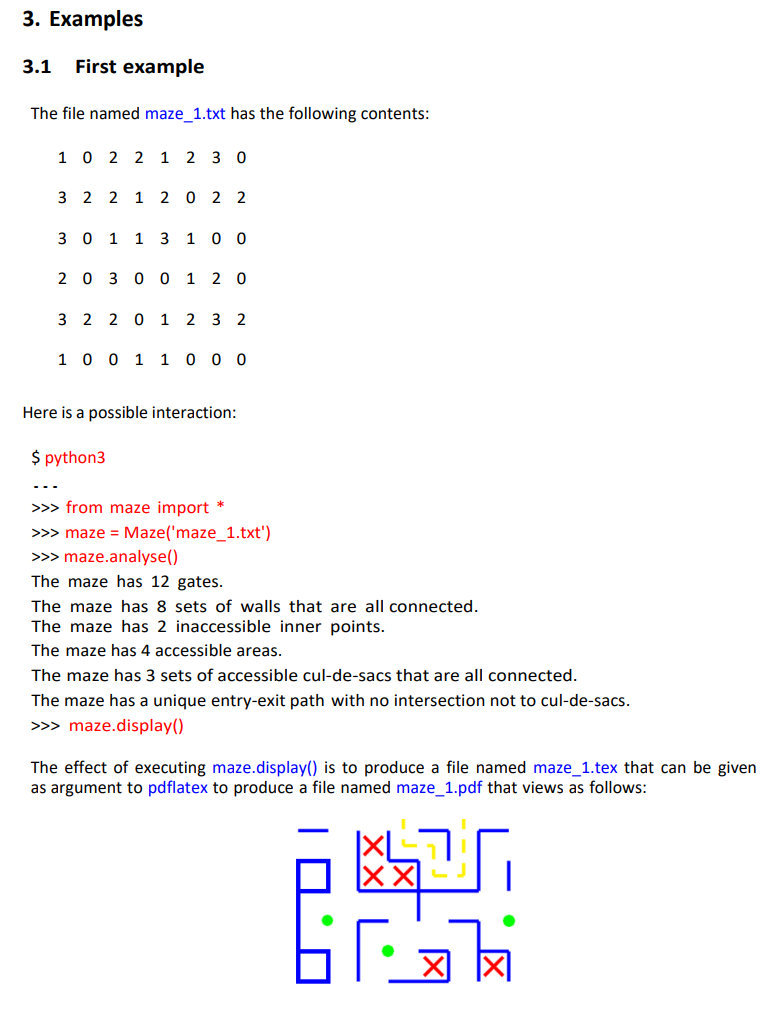 3. Examples
3.1 First example
The file named maze_1.txt has the following contents:
1 0 2 2 1 2 3 0
3 2 2 1 2 0 2 2
3 0 1 1 3 1 0 0
2 0 3 0 0 1 2 0
3 2 2 0 1 2 3 2
1 0 0 1 1 0 0 0
Here is a possible interaction:
$ python3
...
>>> from maze import *
>>> maze = Maze('maze_1.txt')
>>> maze.analyse()
The maze has 12 gates.
The maze has 8 sets of walls that are all connected.
The maze has 2 inaccessible inner points.
The maze has 4 accessible areas.
The maze has 3 sets of accessible cul-de-sacs that are all connected.
The maze has a unique entry-exit path with no intersection not to cul-de-sacs.
>>> maze.display()
The effect of executing maze.display() is to produce a file named maze_1.tex that can be given
as argument to pdflatex to produce a file named maze_1.pdf that views as follows: